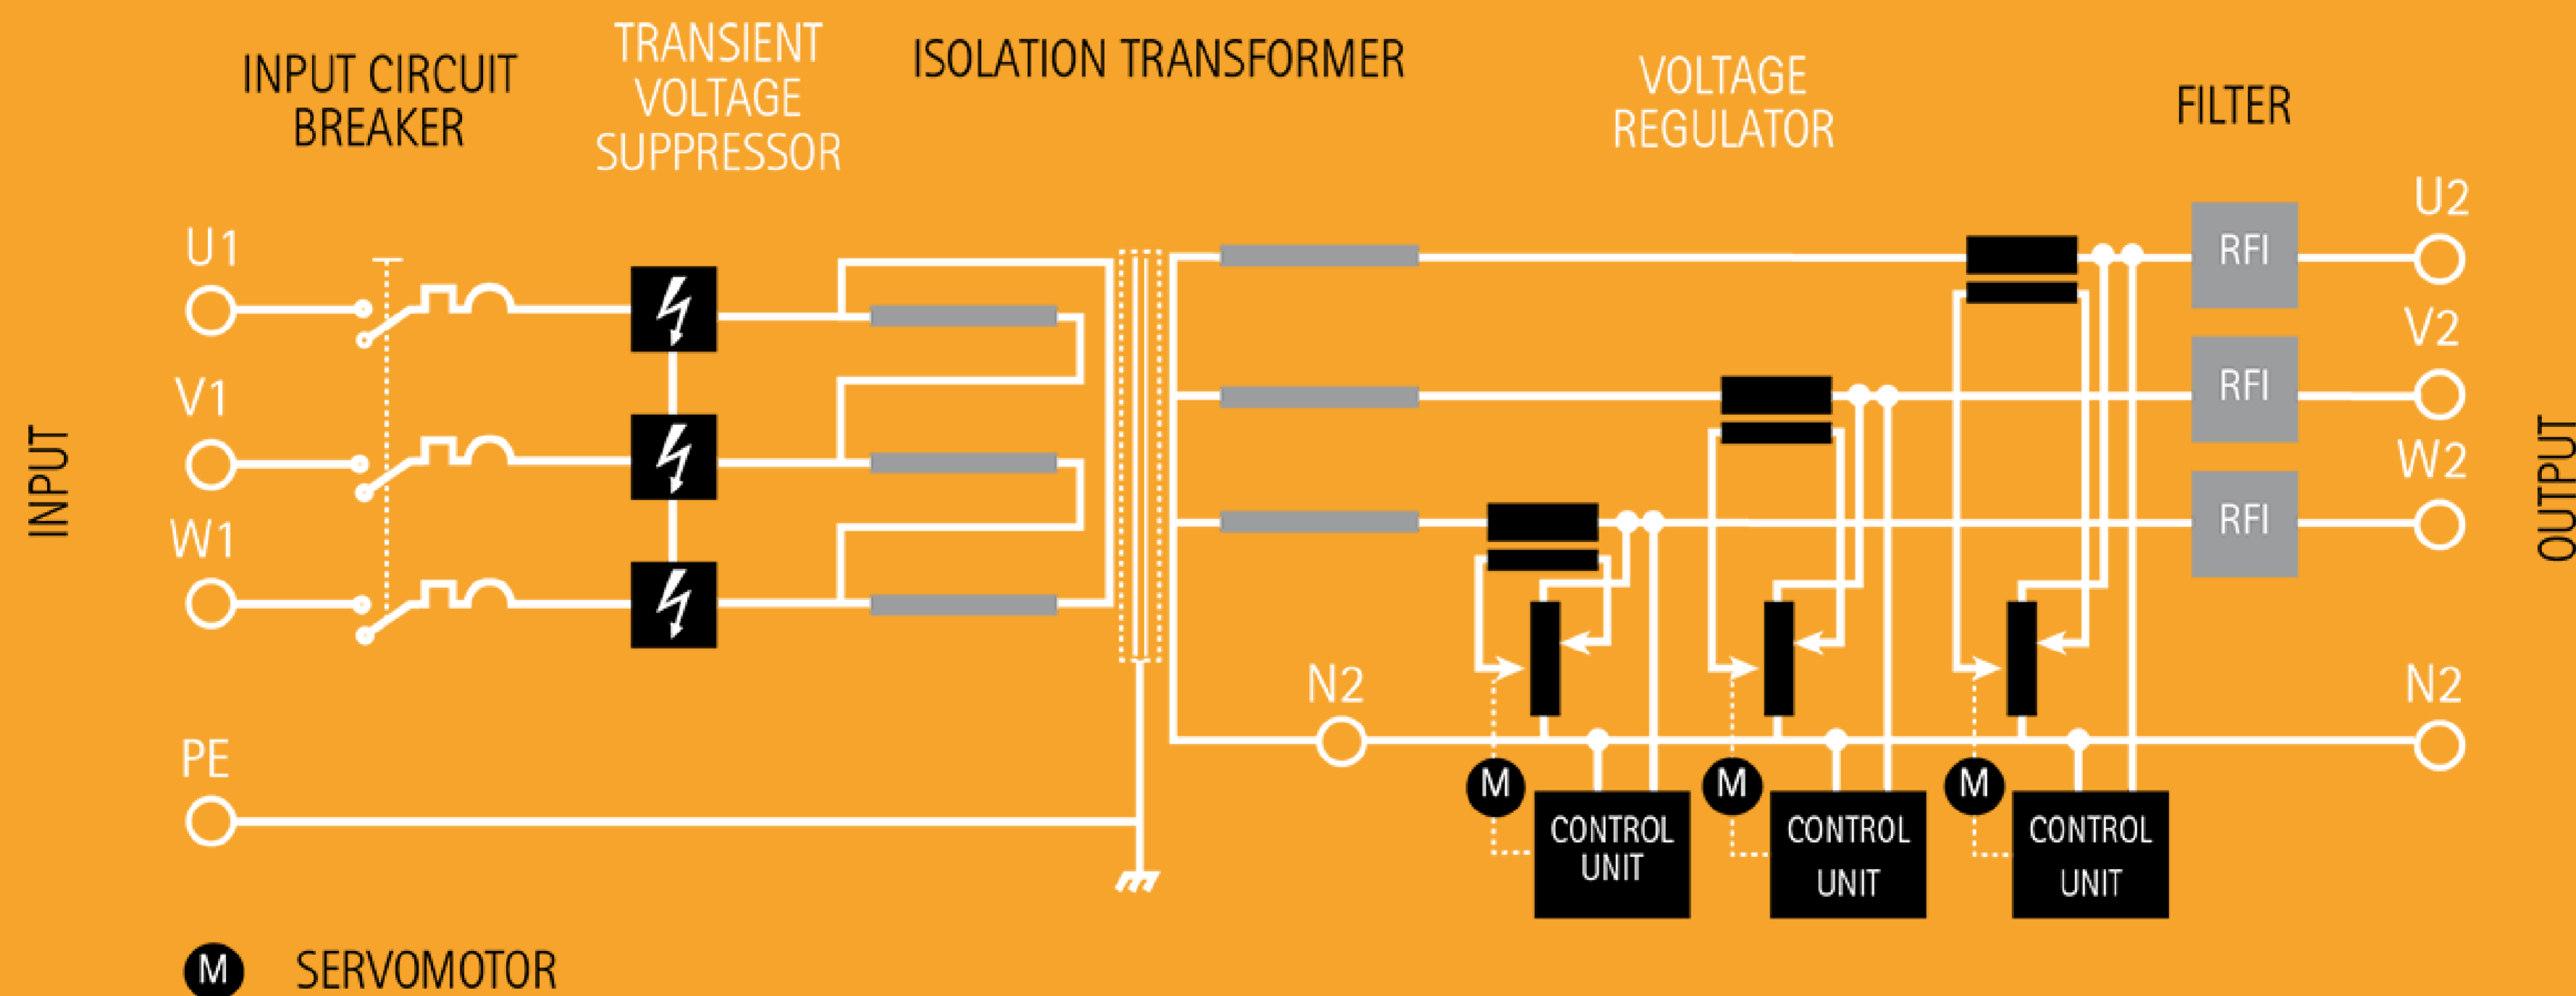 INPUT CIRCUIT
BREAKER
TRANSIENT
VOLTAGE
SUPPRESSOR
ISOLATION TRANSFORMER
VOLTAGE
REGULATOR
FILTER
INPUT
U1
V1
W1
PE
N2
RFI
RFI
RFI
U2
V2
W2
N2
OUTPUT
M
CONTROL
UNIT
M
CONTROL
UNIT
M
CONTROL
UNIT
M SERVOMOTOR